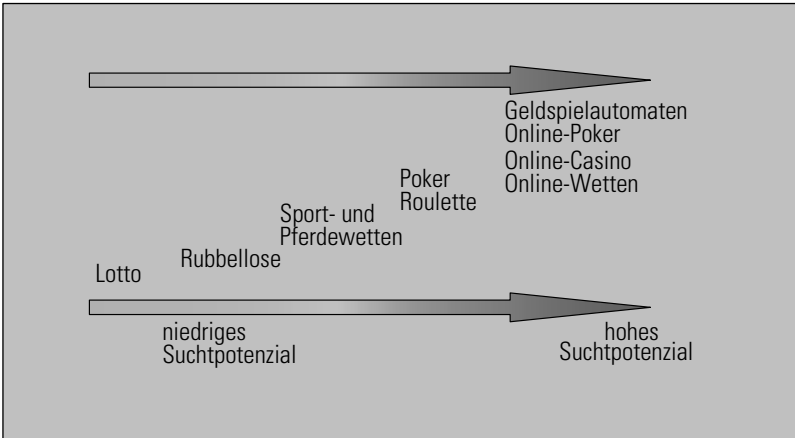 Geldspielautomaten
Online-Poker
Online-Casino
Online-Wetten
Poker
Roulette
Sport- und
Pferdewetten
Rubbellose
Lotto
niedriges
Suchtpotenzial
hohes
Suchtpotenzial